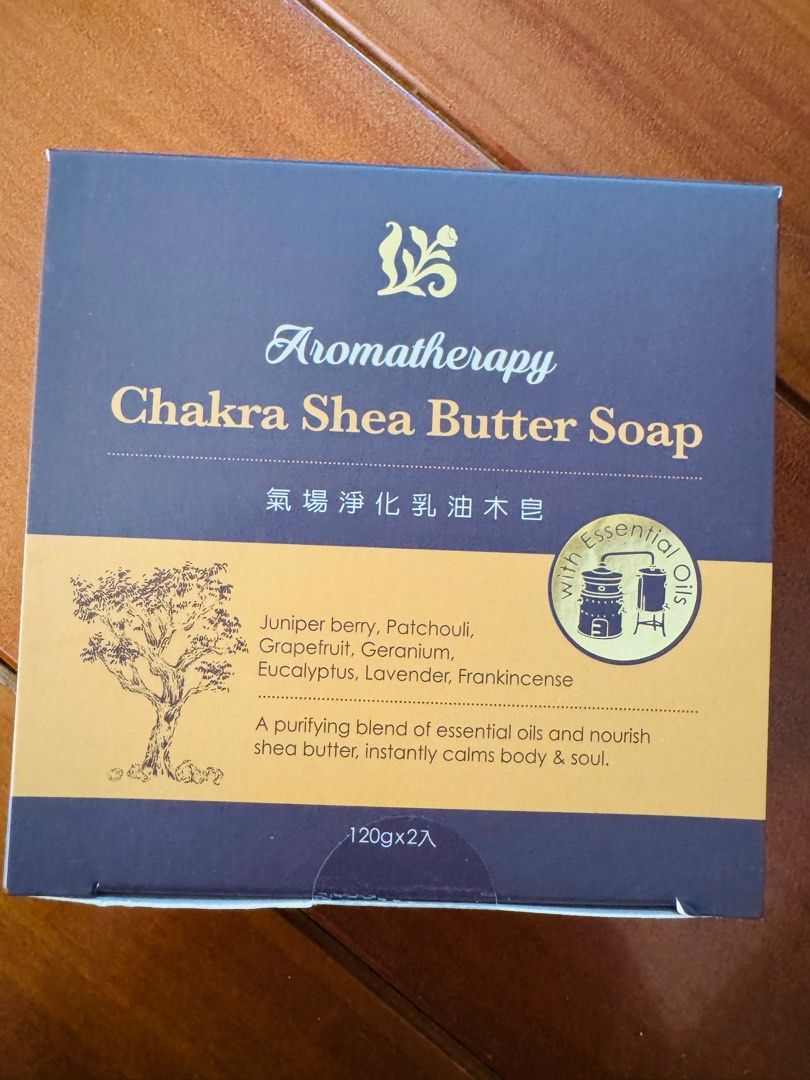 Aromatherapy
Chakra Shea Butter Soap
氣場淨化乳油木皂
with Essential Oils
Juniper berry, Patchouli,
Grapefruit, Geranium,
Eucalyptus, Lavender, Frankincense
A purifying blend of essential oils and nourish
shea butter, instantly calms body & soul.
120gx2入